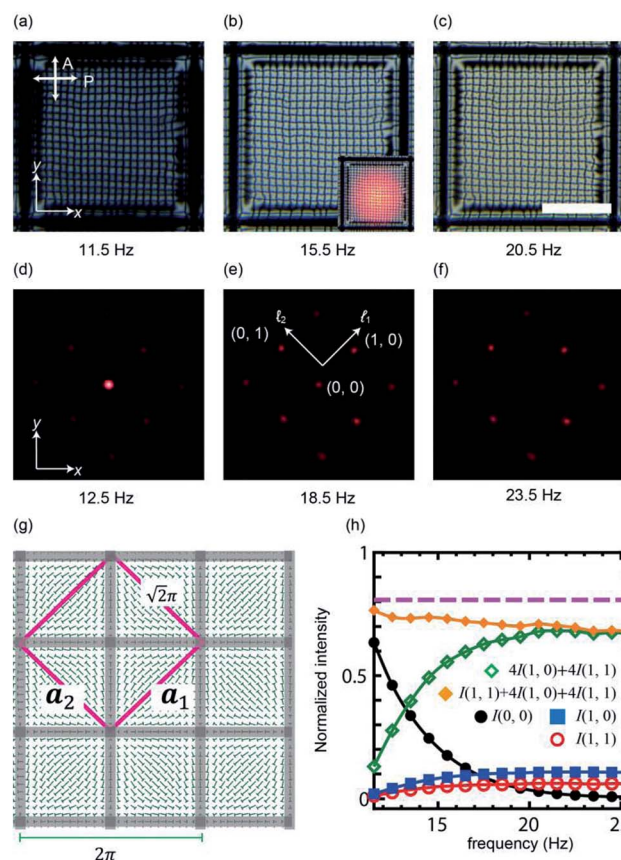 (a)
(b)
(c)
A
P
y
x
11.5 Hz
15.5 Hz
20.5 Hz
(d)
(e)
(f)
ℓ₂
ℓ₁
(0, 1)
(1, 0)
(0, 0)
y
x
12.5 Hz
18.5 Hz
23.5 Hz
(g)
(h)
√2π
a₂
a₁
2π
Normalized intensity
1
0.5
0
4I(1, 0)+4I(1, 1)
I(1, 1)+4I(1, 0)+4I(1, 1)
I(0, 0)
I(1, 0)
I(1, 1)
15
20
25
frequency (Hz)